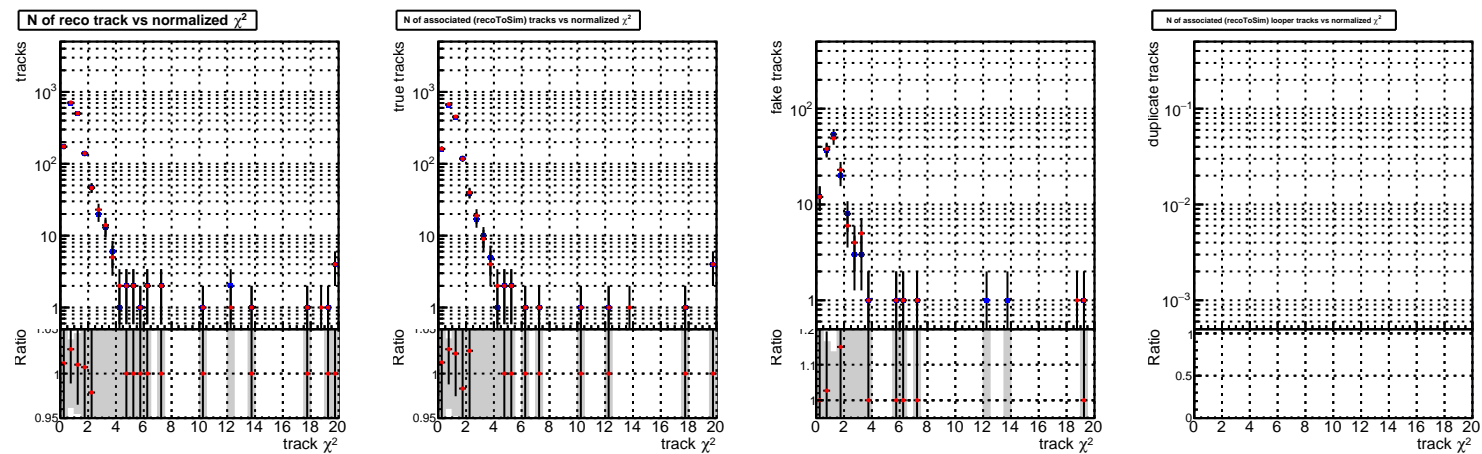 N of reco track vs normalized χ²
tracks
10³
10²
10
1
Ratio
1
0.95
0 2 4 6 8 10 12 14 16 18 20
track χ²
N of associated (recoToSim) tracks vs normalized χ²
true tracks
10³
10²
10
1
Ratio
1
0.95
0 2 4 6 8 10 12 14 16 18 20
track χ²
fake tracks
10²
10
1
Ratio
1.2
1.1
1
0 2 4 6 8 10 12 14 16 18 20
track χ²
N of associated (recoToSim) looper tracks vs normalized χ²
duplicate tracks
10⁻¹
10⁻²
10⁻³
Ratio
1
0.5
0
0 2 4 6 8 10 12 14 16 18 20
track χ²